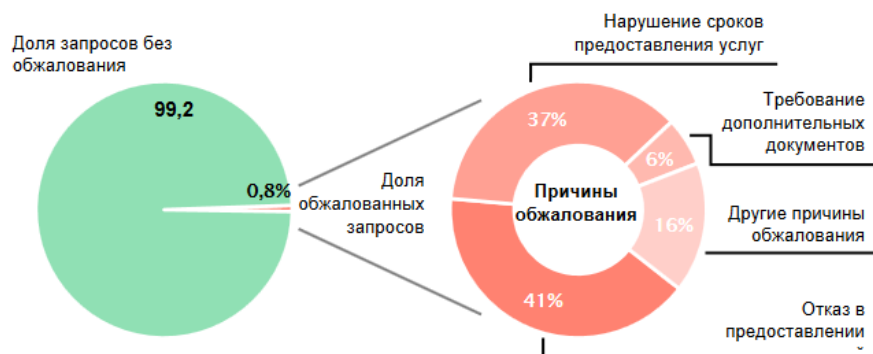 Доля запросов без
обжалования
99,2
0,8%
Доля
обжалованных
запросов
Нарушение сроков
предоставления услуг
37%
Требование
дополнительных
документов
6%
Причины
обжалования
Другие причины
обжалования
16%
41%
Отказ в
предоставлении